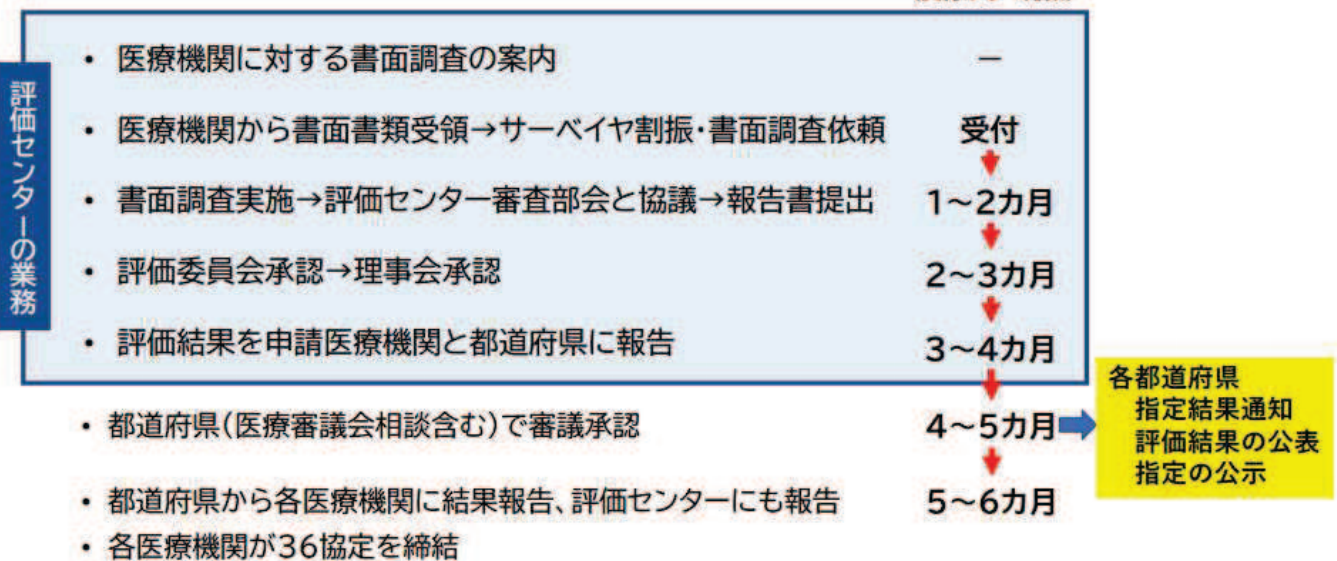 評価センターの業務
・ 医療機関に対する書面調査の案内 －
・ 医療機関から書面書類受領→サーベイヤ割振・書面調査依頼 受付
・ 書面調査実施→評価センター審査部会と協議→報告書提出 1～2カ月
・ 評価委員会承認→理事会承認 2～3カ月
・ 評価結果を申請医療機関と都道府県に報告 3～4カ月
・ 都道府県(医療審議会相談含む)で審議承認 4～5カ月
各都道府県
指定結果通知
評価結果の公表
指定の公示
・ 都道府県から各医療機関に結果報告、評価センターにも報告 5～6カ月
・ 各医療機関が36協定を締結